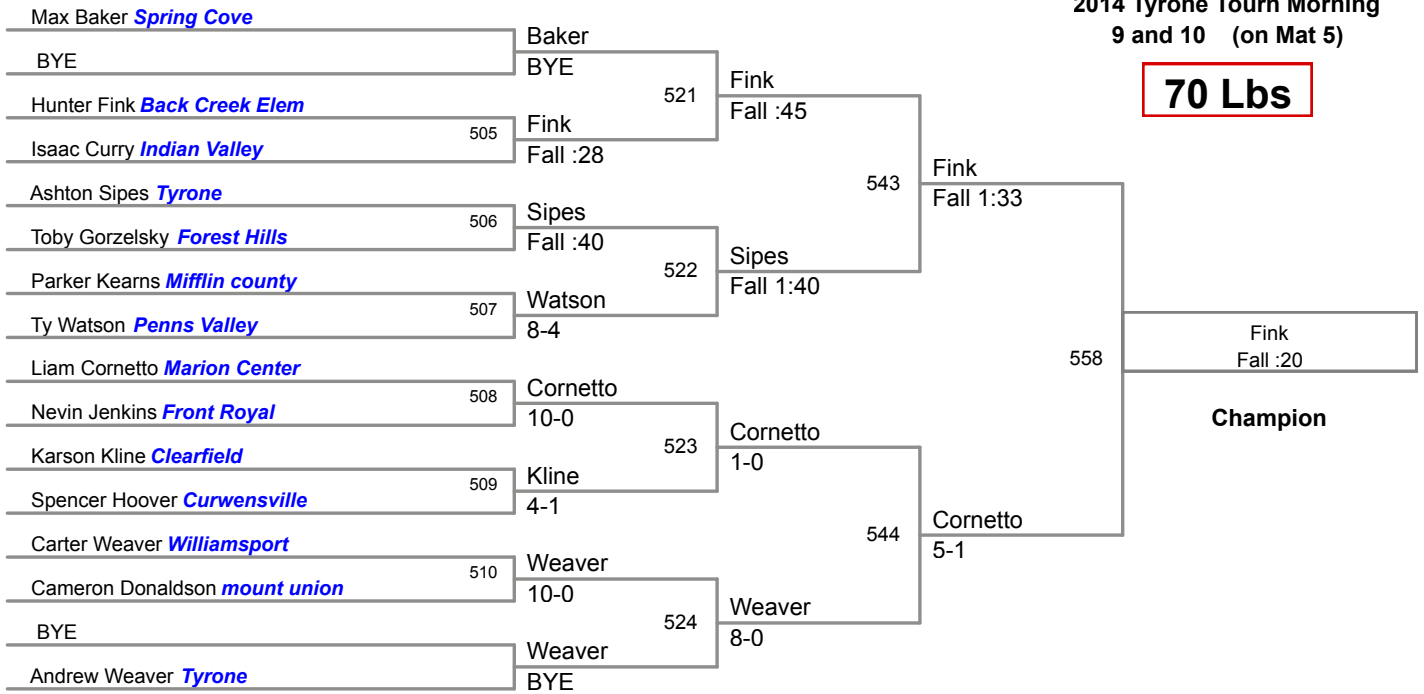 2014 Tyrone Tourn Morning
9 and 10 (on Mat 5)
70 Lbs
Max Baker Spring Cove
BYE
Hunter Fink Back Creek Elem
Isaac Curry Indian Valley
Ashton Sipes Tyrone
Toby Gorzelsky Forest Hills
Parker Kearns Mifflin county
Ty Watson Penns Valley
Liam Cornetto Marion Center
Nevin Jenkins Front Royal
Karson Kline Clearfield
Spencer Hoover Curwensville
Carter Weaver Williamsport
Cameron Donaldson mount union
BYE
Andrew Weaver Tyrone
505
506
507
508
509
510
Baker
BYE
Fink
Fall :28
Sipes
Fall :40
Watson
8-4
Cornetto
10-0
Kline
4-1
Weaver
10-0
Weaver
BYE
521
522
523
524
Fink
Fall :45
Sipes
Fall 1:40
Cornetto
1-0
Weaver
8-0
543
544
Fink
Fall 1:33
Cornetto
5-1
558
Fink
Fall :20
Champion